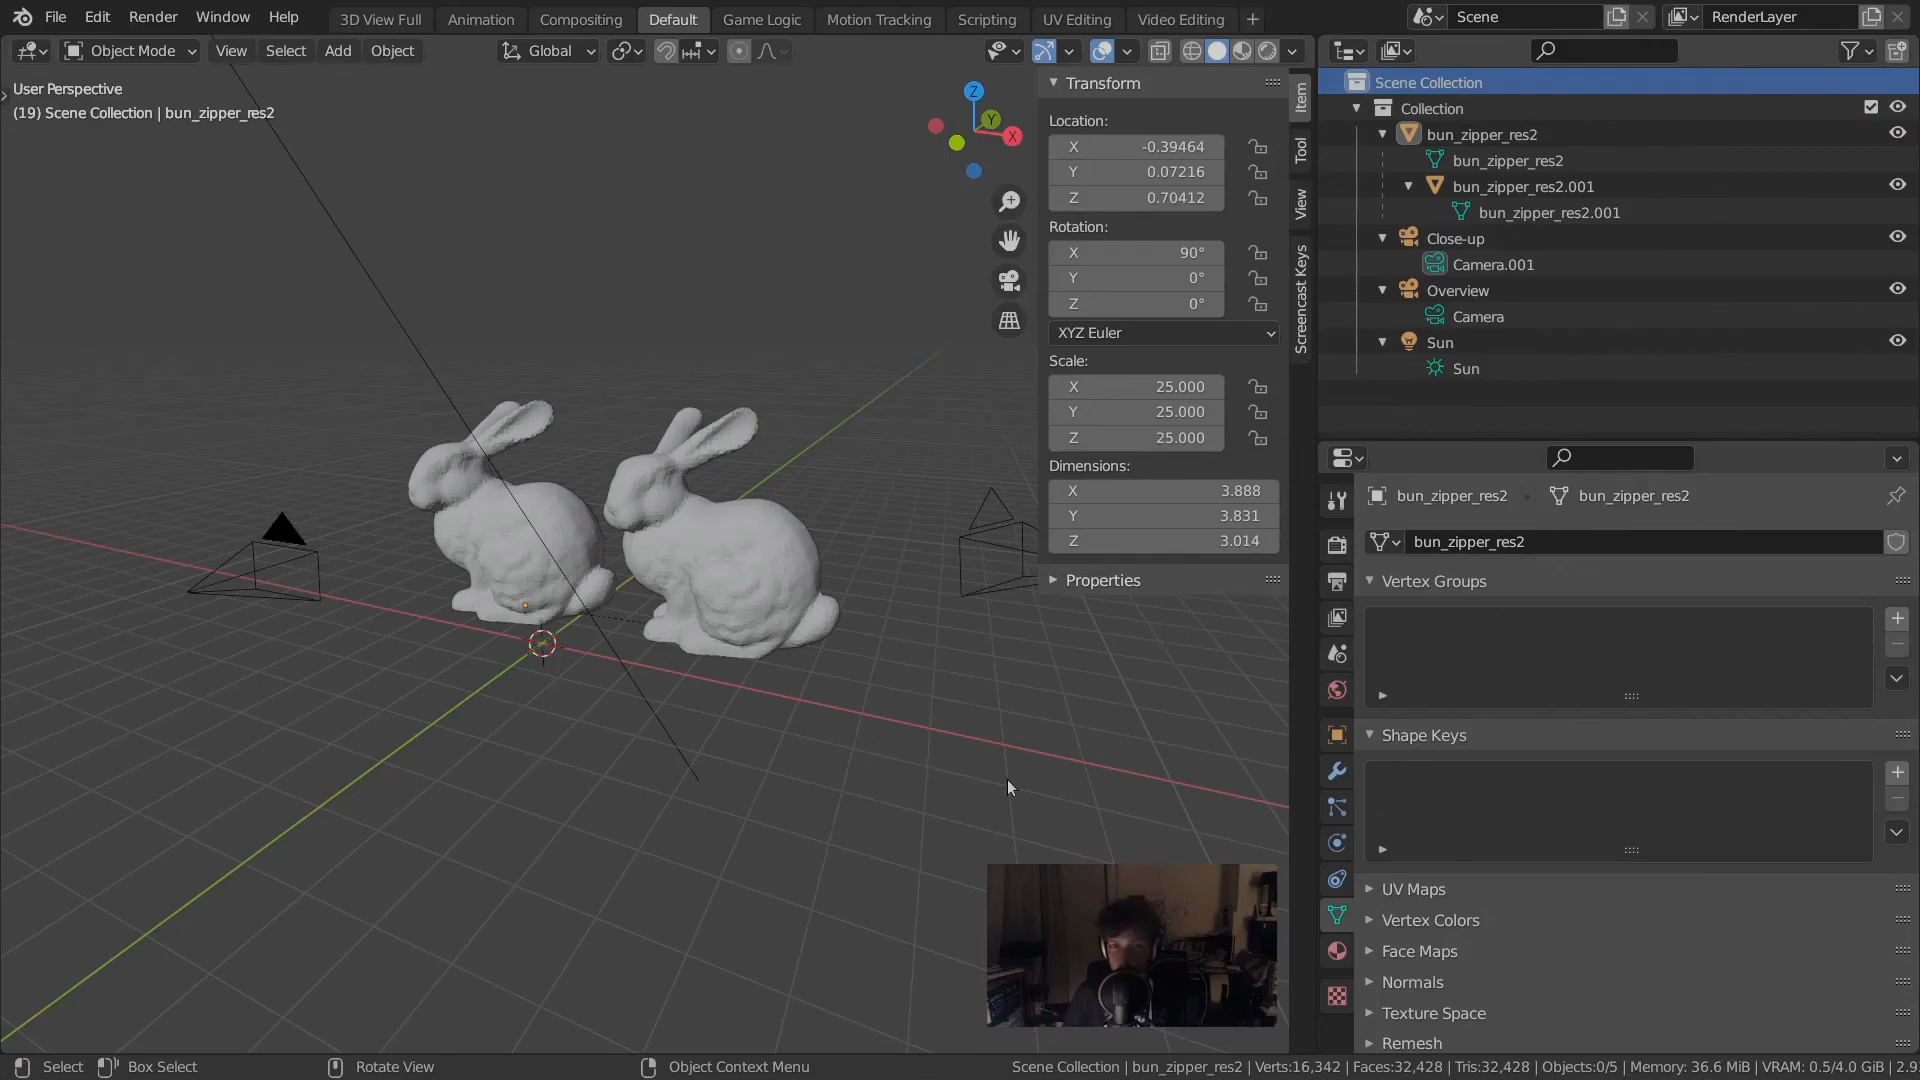 File Edit Render Window Help 3D View Full Animation Compositing Default Game Logic Motion Tracking Scripting UV Editing Video Editing + Scene RenderLayer
Object Mode View Select Add Object Global
User Perspective
(19) Scene Collection | bun_zipper_res2
Z
Y
X
Transform
Location:
X -0.39464
Y 0.07216
Z 0.70412
Rotation:
X 90°
Y 0°
Z 0°
XYZ Euler
Scale:
X 25.000
Y 25.000
Z 25.000
Dimensions:
X 3.888
Y 3.831
Z 3.014
Properties
Item
Tool
View
Screencast Keys
Scene Collection
Collection
bun_zipper_res2
bun_zipper_res2
bun_zipper_res2.001
bun_zipper_res2.001
Close-up
Camera.001
Overview
Camera
Sun
Sun
bun_zipper_res2 bun_zipper_res2
bun_zipper_res2
Vertex Groups
Shape Keys
UV Maps
Vertex Colors
Face Maps
Normals
Texture Space
Remesh
Select Box Select Rotate View Object Context Menu Scene Collection | bun_zipper_res2 | Verts:16,342 | Faces:32,428 | Tris:32,428 | Objects:0/5 | Memory: 36.6 MiB | VRAM: 0.5/4.0 GiB | 2.9